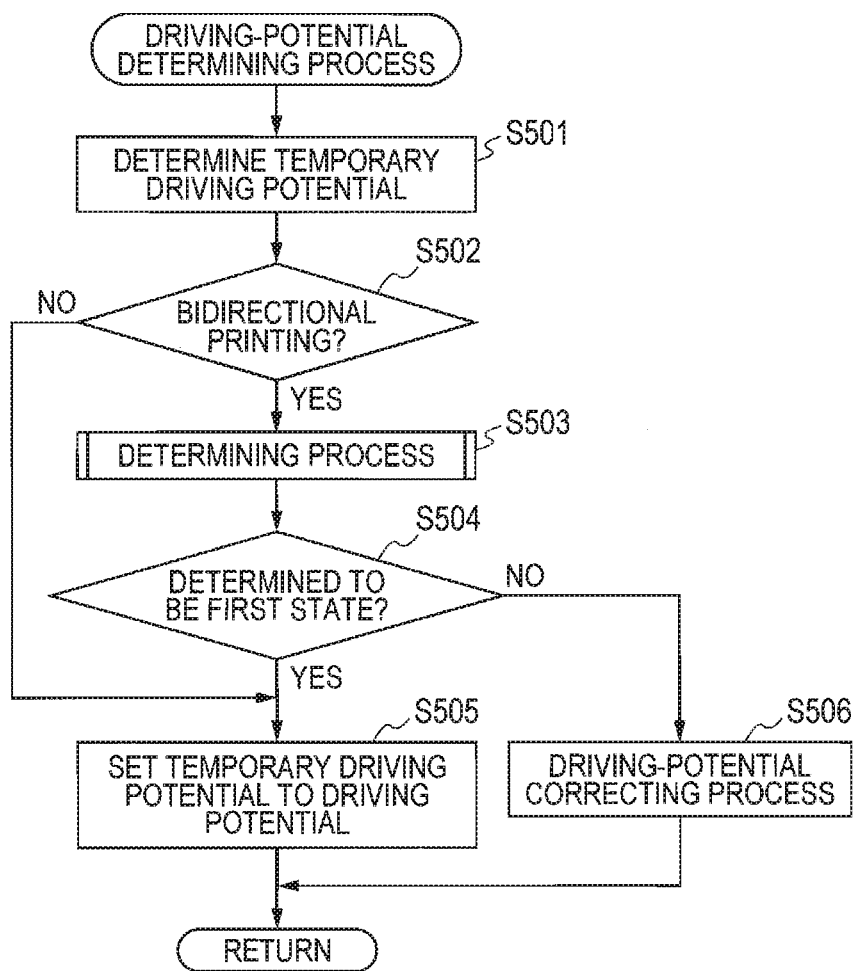 DRIVING-POTENTIAL
DETERMINING PROCESS
S501
DETERMINE TEMPORARY
DRIVING POTENTIAL
S502
NO
BIDIRECTIONAL
PRINTING?
YES
S503
DETERMINING PROCESS
S504
DETERMINED TO
BE FIRST STATE?
NO
YES
S505
SET TEMPORARY DRIVING
POTENTIAL TO DRIVING
POTENTIAL
S506
DRIVING-POTENTIAL
CORRECTING PROCESS
RETURN